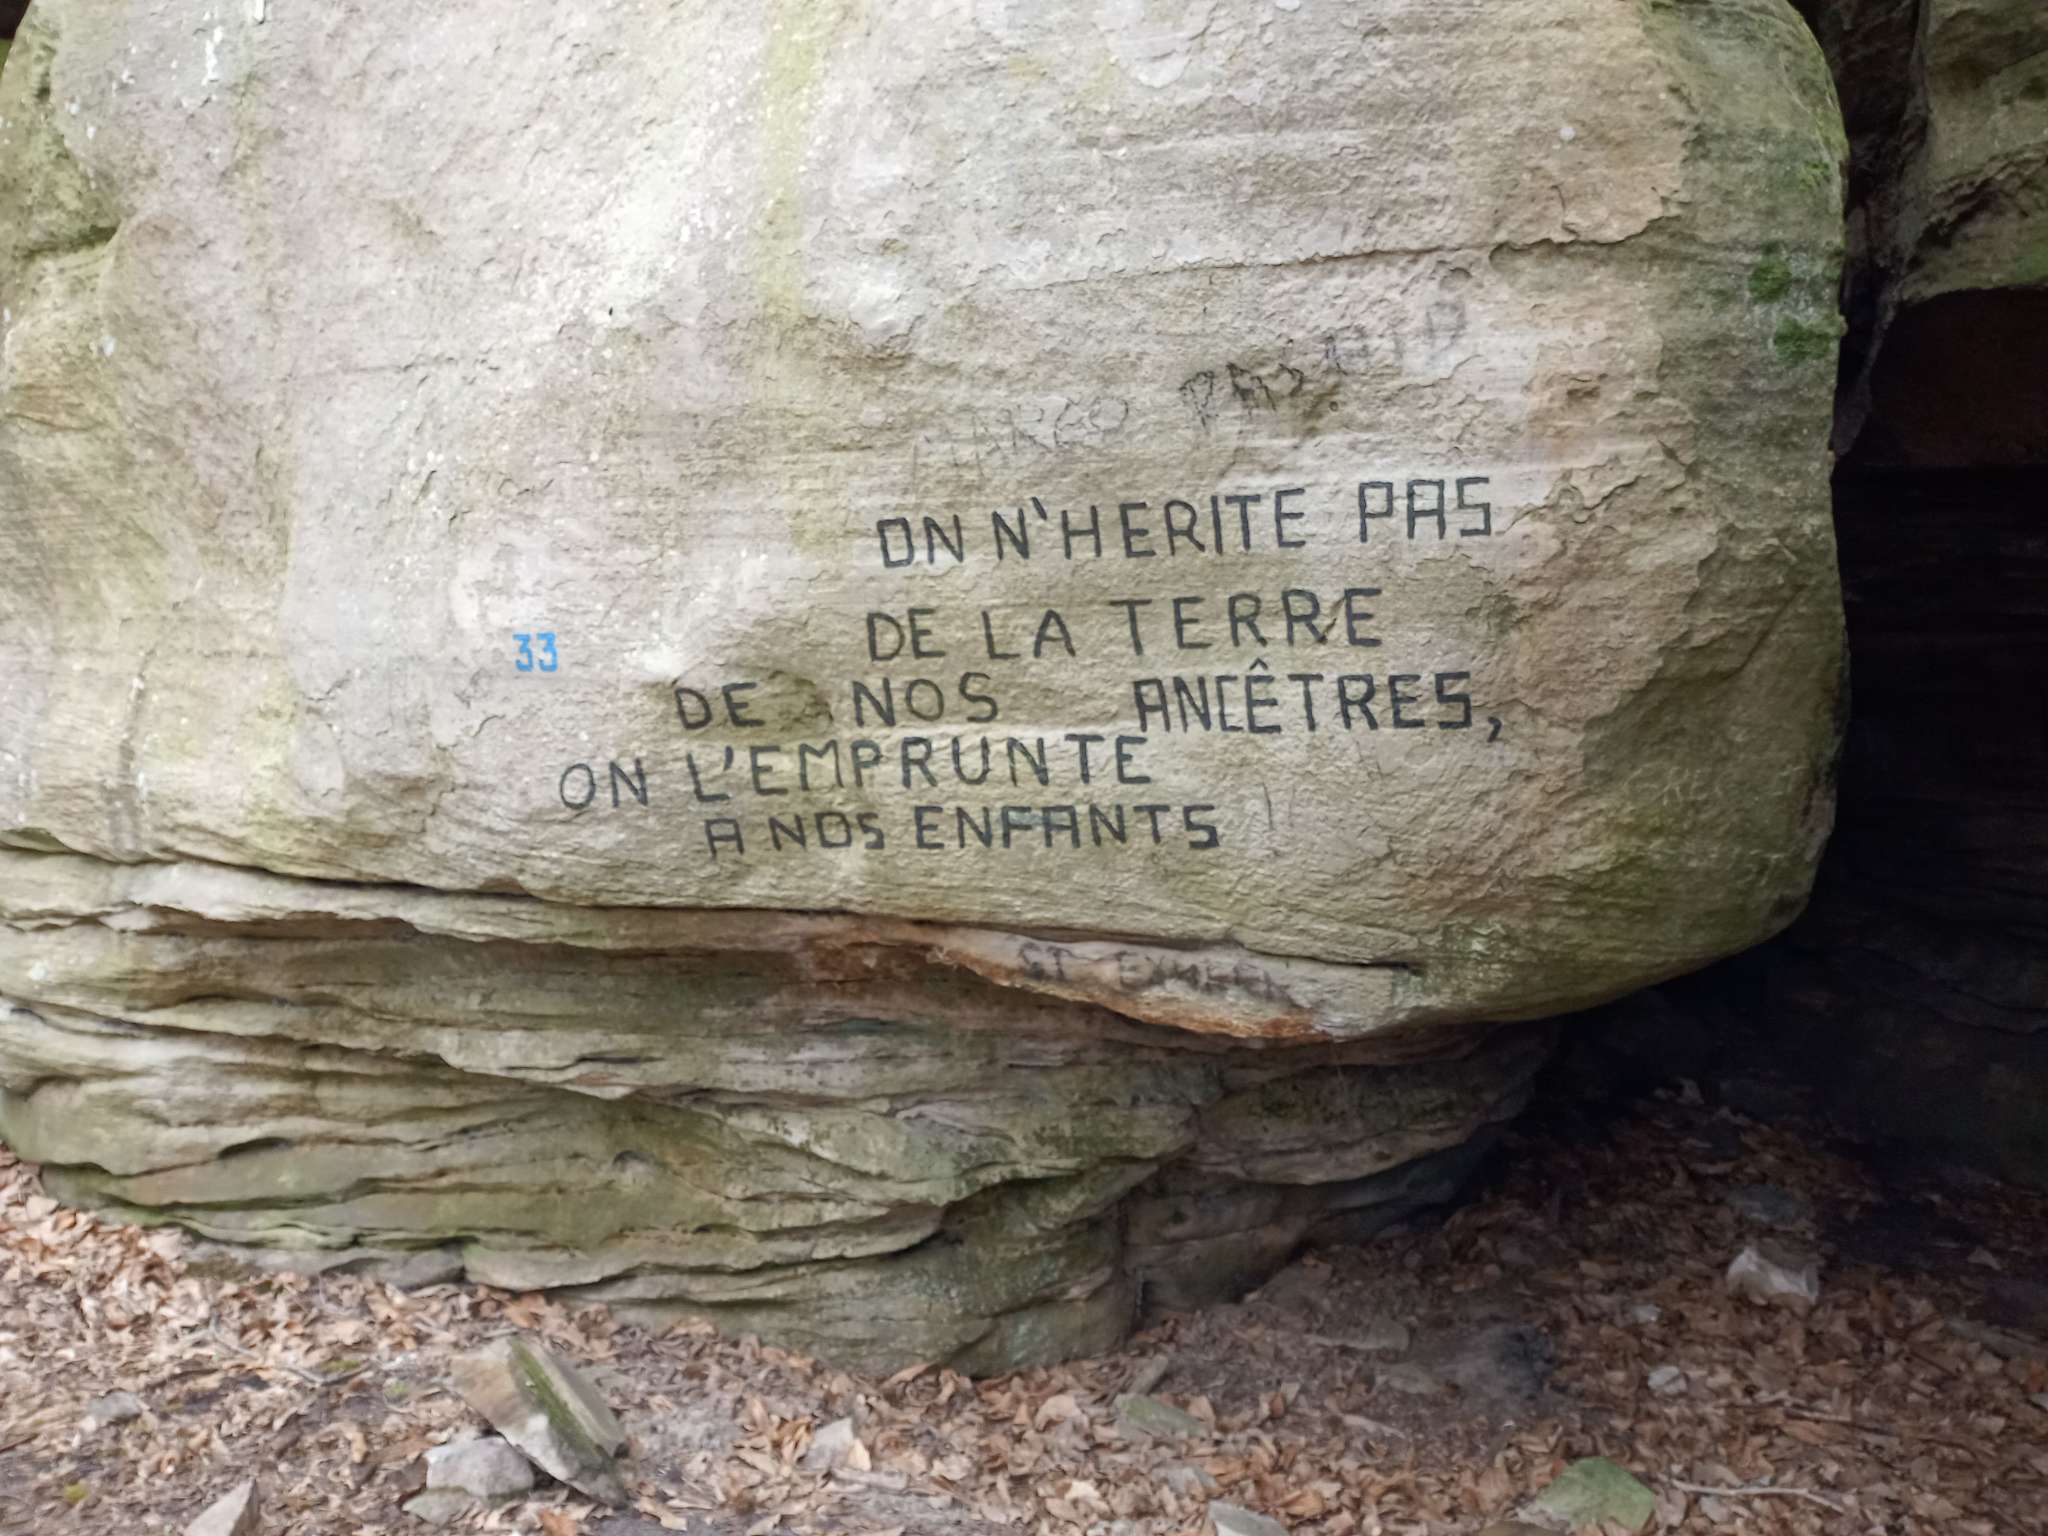 ON N'HERITE PAS
DE LA TERRE
33
DE NOS ANCÊTRES,
ON L'EMPRUNTE
A NOS ENFANTS